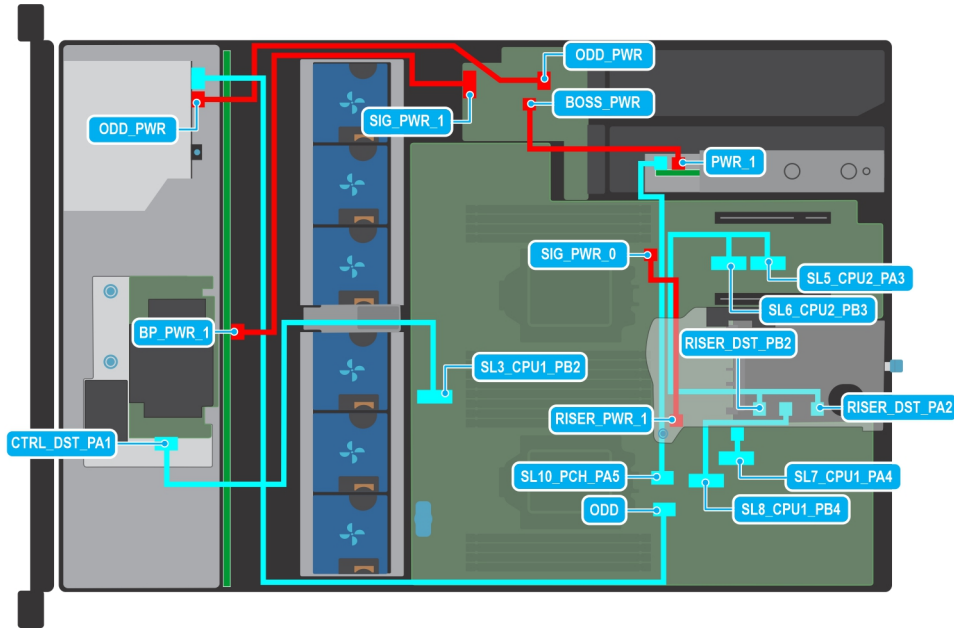 ODD_PWR
BOSS_PWR
SIG_PWR_1
ODD_PWR
PWR_1
SIG_PWR_0
SL5_CPU2_PA3
SL6_CPU2_PB3
BP_PWR_1
RISER_DST_PB2
SL3_CPU1_PB2
RISER_DST_PA2
RISER_PWR_1
CTRL_DST_PA1
SL10_PCH_PA5
SL7_CPU1_PA4
ODD
SL8_CPU1_PB4